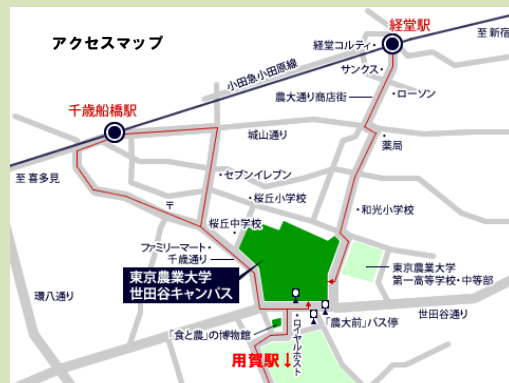 アクセスマップ
経堂駅
至 新宿
経堂コルティ・
小田急小田原線
サンクス・
・ローソン
農大通り商店街
千歳船橋駅
城山通り
・薬局
至 喜多見
・セブンイレブン
〒
・桜丘小学校
・和光小学校
桜丘中学校
ファミリーマート・
千歳通り
東京農業大学
世田谷キャンパス
東京農業大学
第一高等学校・中等部
環八通り
世田谷通り
「農大前」バス停
「食と農」の博物館
・ロイヤルホスト
用賀駅↓